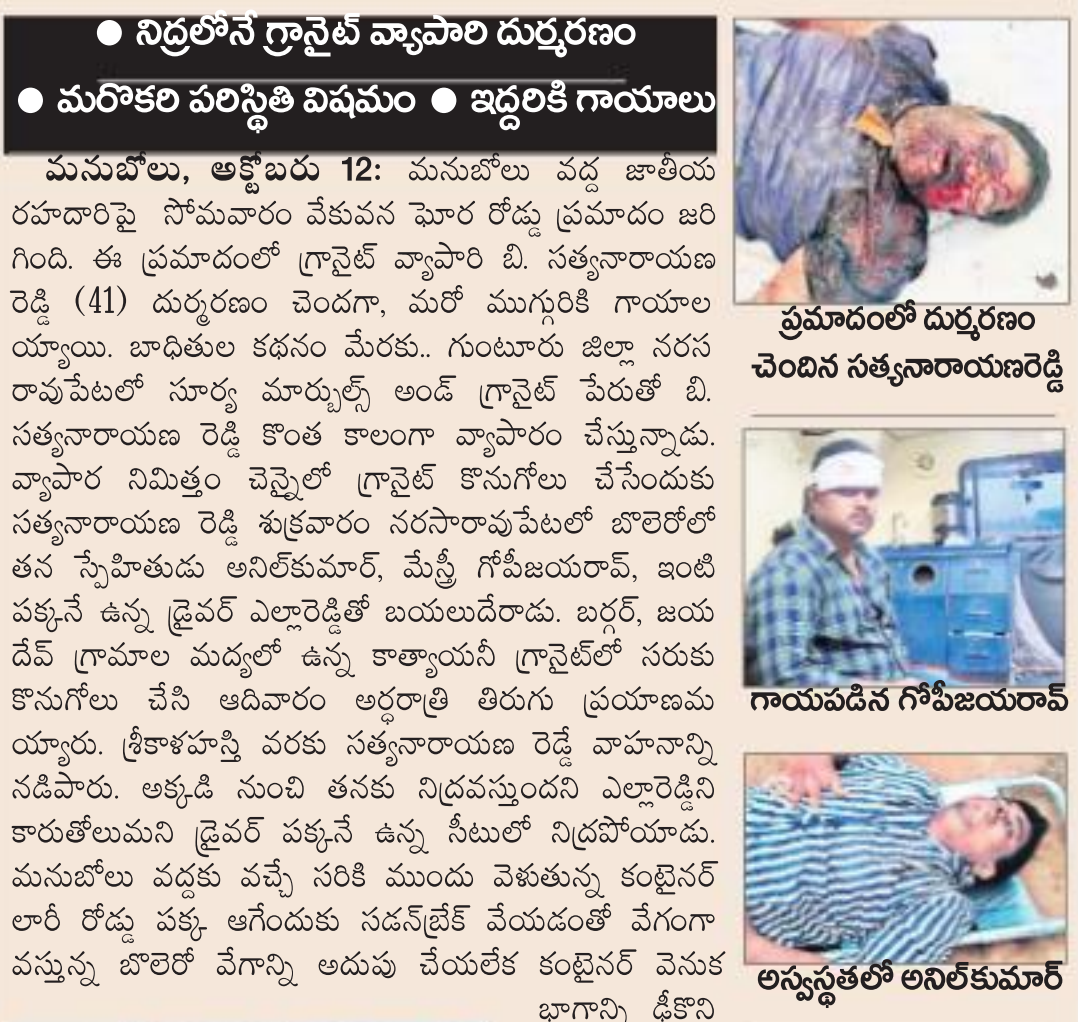 ● నిద్రలోనే గ్రానైట్ వ్యాపారి దుర్మరణం
● మరొకరి పరిస్థితి విషమం ● ఇద్దరికి గాయాలు
మనుబోలు, అక్టోబరు 12: మనుబోలు వద్ద జాతీయ
రహదారిపై సోమవారం వేకువన ఘోర రోడ్డు ప్రమాదం జరి
గింది. ఈ ప్రమాదంలో గ్రానైట్ వ్యాపారి బి. సత్యనారాయణ
రెడ్డి (41) దుర్మరణం చెందగా, మరో ముగ్గురికి గాయాల
య్యాయి. బాధితుల కథనం మేరకు.. గుంటూరు జిల్లా నరస
రావుపేటలో సూర్య మార్బుల్స్ అండ్ గ్రానైట్ పేరుతో బి.
సత్యనారాయణ రెడ్డి కొంత కాలంగా వ్యాపారం చేస్తున్నాడు.
వ్యాపార నిమిత్తం చెన్నైలో గ్రానైట్ కొనుగోలు చేసేందుకు
సత్యనారాయణ రెడ్డి శుక్రవారం నరసారావుపేటలో బొలెరోలో
తన స్నేహితుడు అనిల్‌కుమార్, మేస్త్రీ గోపీజయరావ్, ఇంటి
పక్కనే ఉన్న డ్రైవర్ ఎల్లారెడ్డితో బయలుదేరాడు. బర్గర్, జయ
దేవ్ గ్రామాల మద్యలో ఉన్న కాత్యాయనీ గ్రానైట్‌లో సరుకు
కొనుగోలు చేసి ఆదివారం అర్ధరాత్రి తిరుగు ప్రయాణమ
య్యారు. శ్రీకాళహస్తి వరకు సత్యనారాయణ రెడ్డే వాహనాన్ని
నడిపారు. అక్కడి నుంచి తనకు నిద్రవస్తుందని ఎల్లారెడ్డిని
కారుతోలుమని డ్రైవర్ పక్కనే ఉన్న సీటులో నిద్రపోయాడు.
మనుబోలు వద్దకు వచ్చే సరికి ముందు వెళుతున్న కంటైనర్
లారీ రోడ్డు పక్క ఆగేందుకు సడన్‌బ్రేక్ వేయడంతో వేగంగా
వస్తున్న బొలెరో వేగాన్ని అదుపు చేయలేక కంటైనర్ వెనుక
భాగాన్ని ఢీకొని
ప్రమాదంలో దుర్మరణం
చెందిన సత్యనారాయణరెడ్డి
గాయపడిన గోపీజయరావ్
అస్వస్థతలో అనిల్‌కుమార్